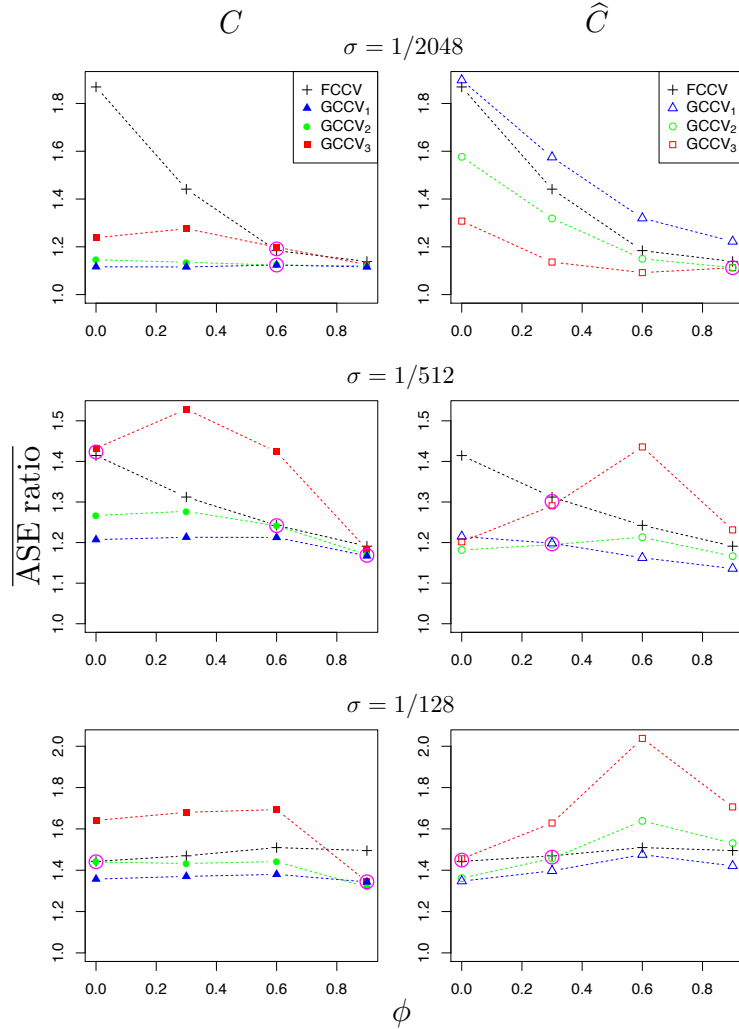 C Ĉ
σ = 1/2048
FCCV
GCCV₁
GCCV₂
GCCV₃
1.0 1.2 1.4 1.6 1.8
0.0 0.2 0.4 0.6 0.8
FCCV
GCCV₁
GCCV₂
GCCV₃
1.0 1.2 1.4 1.6 1.8
0.0 0.2 0.4 0.6 0.8
σ = 1/512
1.0 1.1 1.2 1.3 1.4 1.5
0.0 0.2 0.4 0.6 0.8
1.0 1.1 1.2 1.3 1.4 1.5
0.0 0.2 0.4 0.6 0.8
ASE ratio
σ = 1/128
1.0 1.2 1.4 1.6 1.8 2.0
0.0 0.2 0.4 0.6 0.8
1.0 1.2 1.4 1.6 1.8 2.0
0.0 0.2 0.4 0.6 0.8
ϕ